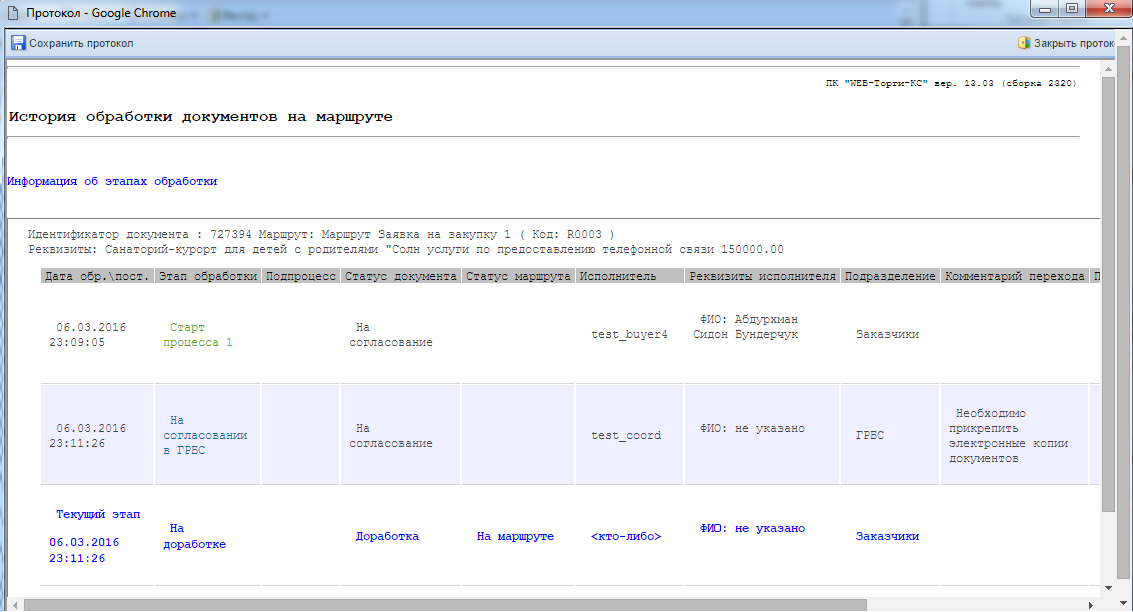 Протокол - Google Chrome
Сохранить протокол
Закрыть проток
ПК "WEB-Торги-КС" вер. 13.03 (сборка 2320)
История обработки документов на маршруте
Информация об этапах обработки
Идентификатор документа : 727394 Маршрут: Маршрут Заявка на закупку 1 ( Код: R0003 )
Реквизиты: Санаторий-курорт для детей с родителями "Солн услуги по предоставлению телефонной связи 150000.00
Дата обр.\пост. Этап обработки Подпроцесс Статус документа Статус маршрута Исполнитель Реквизиты исполнителя Подразделение Комментарий перехода П
06.03.2016
23:09:05
Старт
процесса 1
На
согласование
test_buyer4
ФИО: Абдурхман
Сидон Бундерчук
Заказчики
06.03.2016
23:11:26
На
согласовании
в ГРБС
На
согласование
test_coord
ФИО: не указано
ГРБС
Необходимо
прикрепить
электронные копии
документов
Текущий этап
06.03.2016
23:11:26
На
доработке
Доработка
На маршруте
<кто-либо>
ФИО: не указано
Заказчики